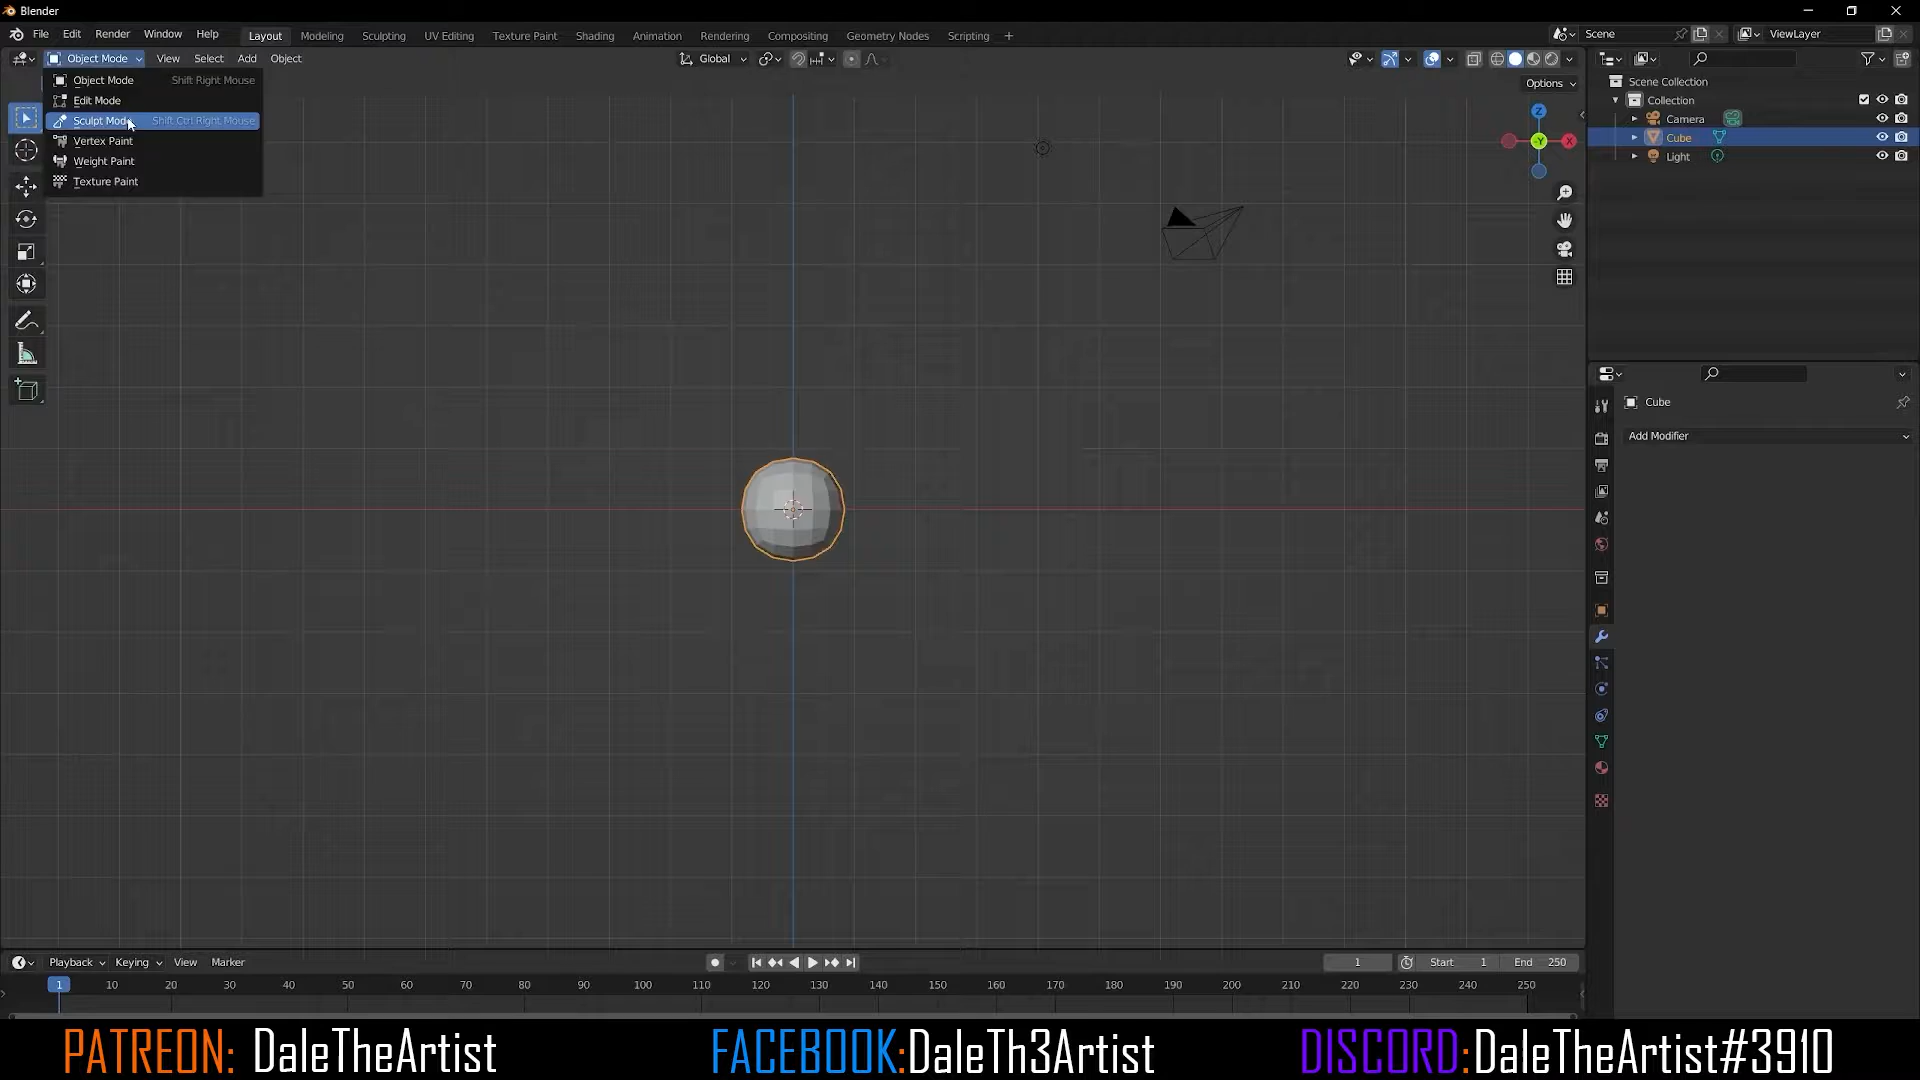 Blender
File Edit Render Window Help Layout Modeling Sculpting UV Editing Texture Paint Shading Animation Rendering Compositing Geometry Nodes Scripting + Scene ViewLayer
Object Mode View Select Add Object Global
Options
Object Mode Shift Right Mouse
Edit Mode
Sculpt Mode Shift Ctrl Right Mouse
Vertex Paint
Weight Paint
Texture Paint
Z
-Y X
Scene Collection
Collection
Camera
Cube
Light
Cube
Add Modifier
Playback Keying View Marker 1 Start 1 End 250
1 10 20 30 40 50 60 70 80 90 100 110 120 130 140 150 160 170 180 190 200 210 220 230 240 250
PATREON: DaleTheArtist FACEBOOK:DaleTh3Artist DISCORD:DaleTheArtist#3910